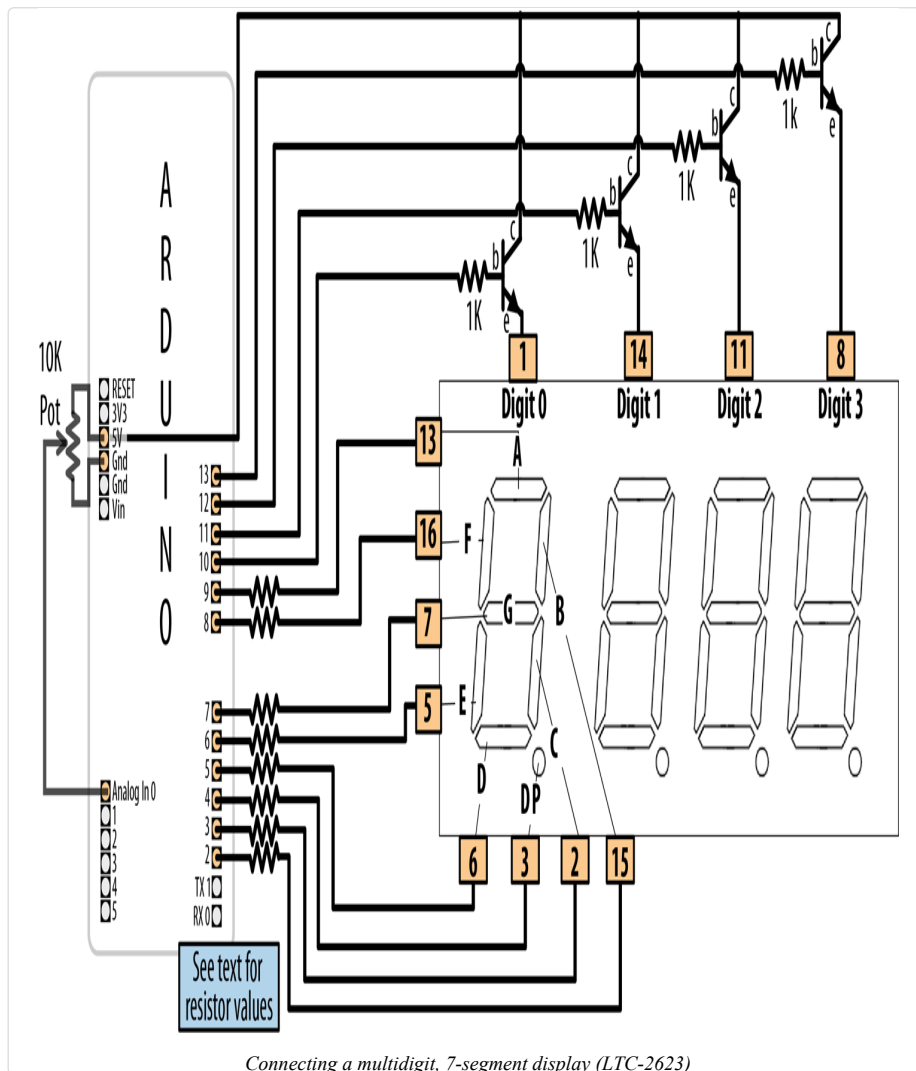 c
b
1k
e
c
b
1K
e
c
b
1K
e
c
b
1K
e
ARDUINO
10K
Pot
RESET
3V3
5V
Gnd
Gnd
Vin
13
12
11
10
9
8
7
6
5
4
3
2
TX 1
RX 0
Analog In 0
1
2
3
4
5
1
14
11
8
Digit 0
Digit 1
Digit 2
Digit 3
13
A
16
F
B
7
G
5
E
C
D
DP
6
3
2
15
See text for
resistor values
Connecting a multidigit, 7-segment display (LTC-2623)